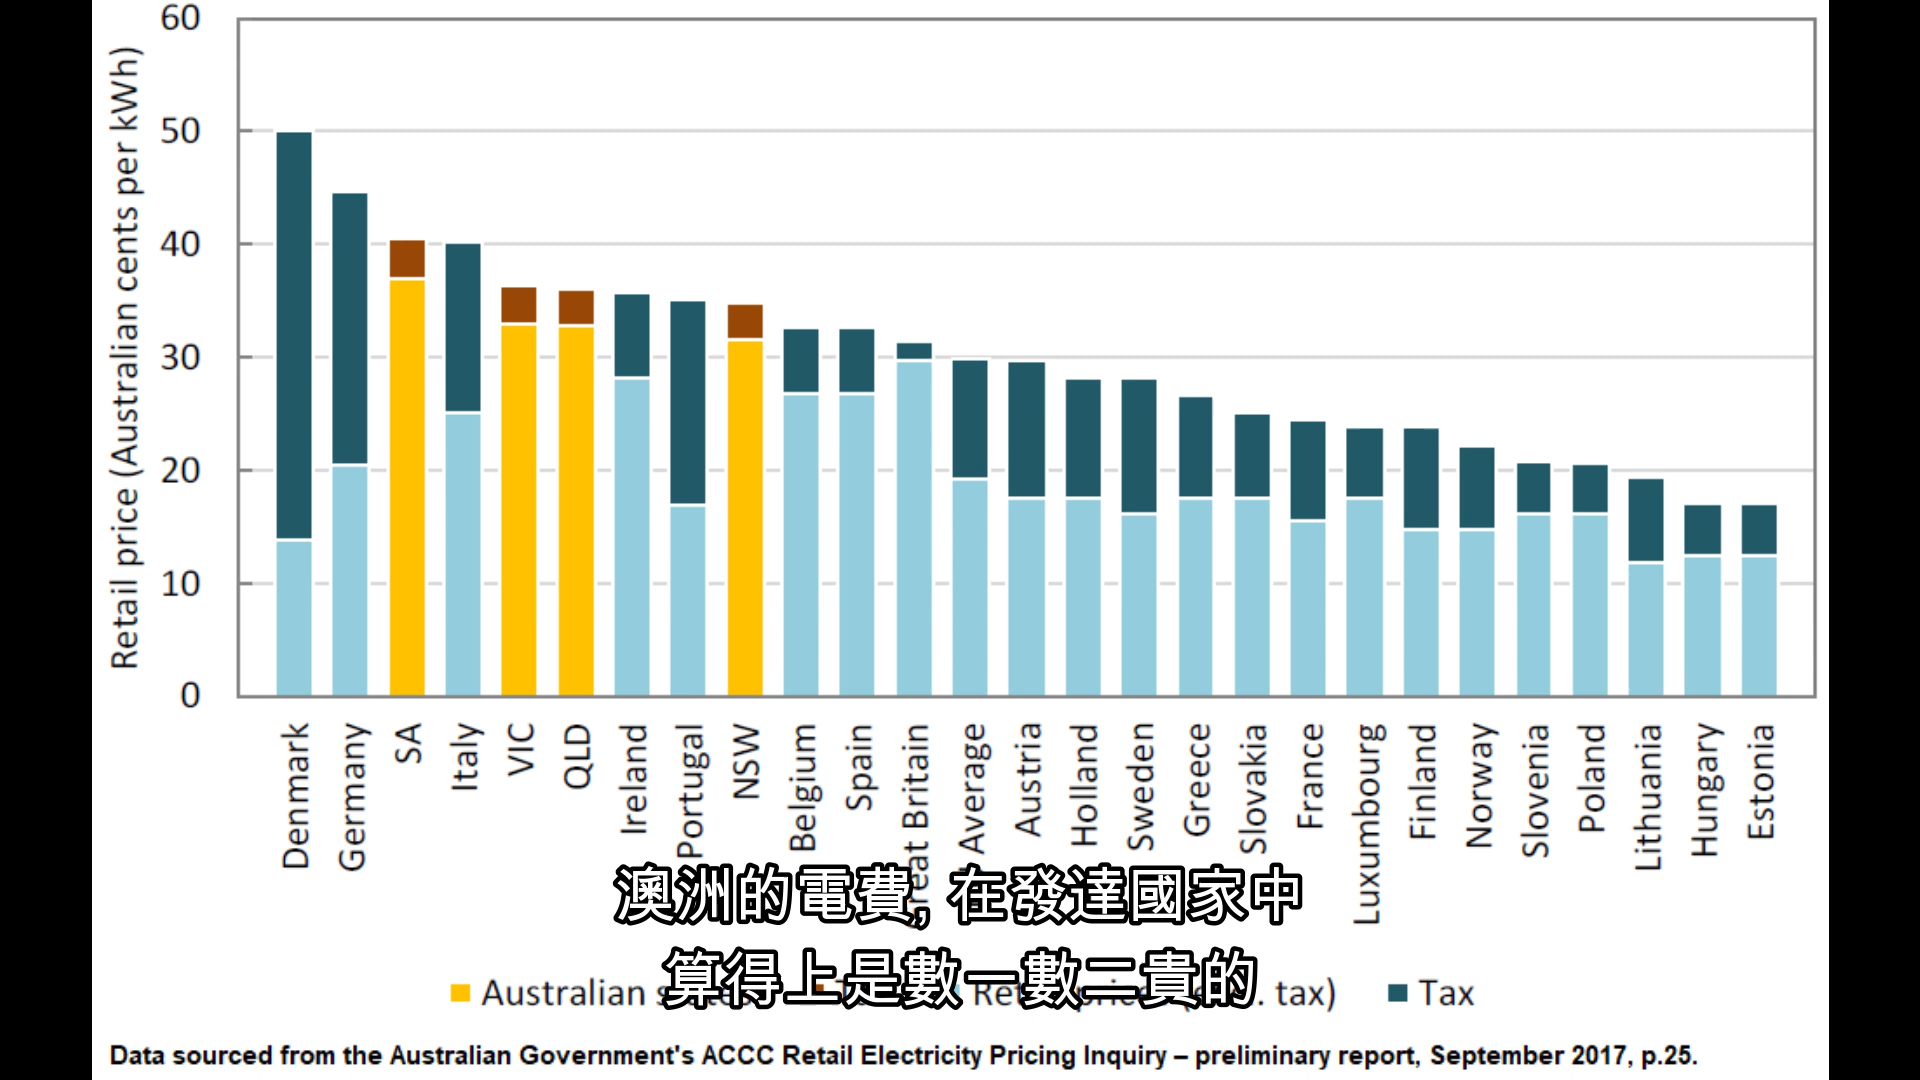 60
50
40
30
20
10
0
Retail price (Australian cents per kWh)
Denmark
Germany
SA
Italy
VIC
QLD
Ireland
Portugal
NSW
Belgium
Spain
Great Britain
Average
Austria
Holland
Sweden
Greece
Slovakia
France
Luxumbourg
Finland
Norway
Slovenia
Poland
Lithuania
Hungary
Estonia
澳洲的電費, 在發達國家中
算得上是數一數二貴的
Australian
tax)
Tax
Data sourced from the Australian Government's ACCC Retail Electricity Pricing Inquiry – preliminary report, September 2017, p.25.